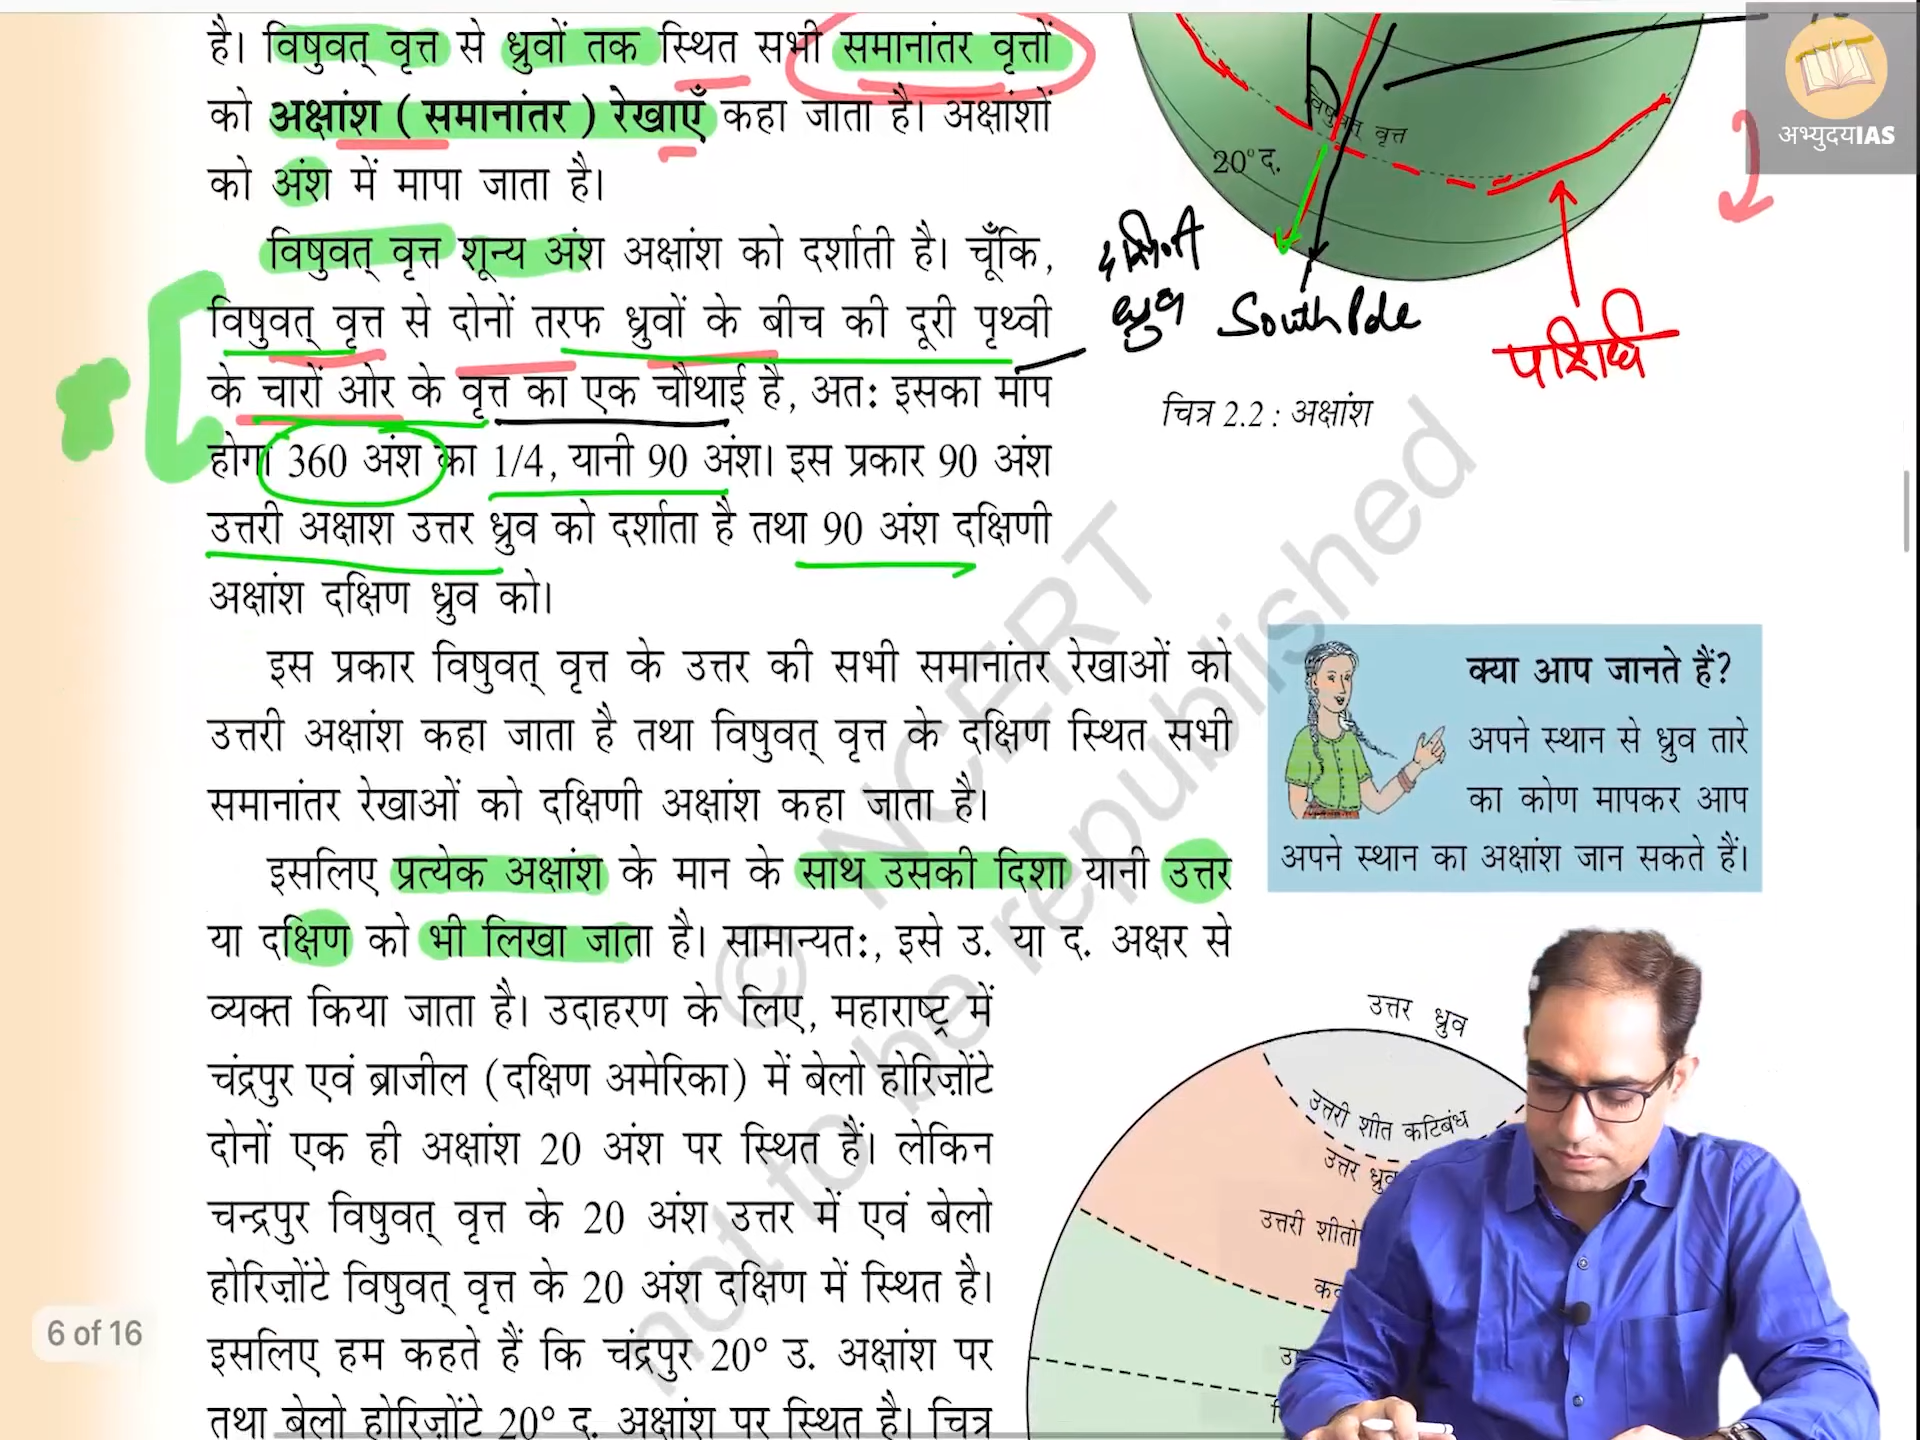 है। विषुवत् वृत्त से ध्रुवों तक स्थित सभी समानांतर वृत्तों
को अक्षांश (समानांतर) रेखाएँ कहा जाता है। अक्षांशों
को अंश में मापा जाता है।
विषुवत् वृत्त शून्य अंश अक्षांश को दर्शाती है। चूँकि,
विषुवत् वृत्त से दोनों तरफ ध्रुवों के बीच की दूरी पृथ्वी
के चारों ओर के वृत्त का एक चौथाई है, अतः इसका माप
होगा 360 अंश का 1/4, यानी 90 अंश। इस प्रकार 90 अंश
उत्तरी अक्षांश उत्तर ध्रुव को दर्शाता है तथा 90 अंश दक्षिणी
अक्षांश दक्षिण ध्रुव को।
विषुवत् वृत्त
20° द.
दक्षिणी
ध्रुव
South Pole
परिधि
चित्र 2.2 : अक्षांश
अभ्युदयIAS
इस प्रकार विषुवत् वृत्त के उत्तर की सभी समानांतर रेखाओं को
उत्तरी अक्षांश कहा जाता है तथा विषुवत् वृत्त के दक्षिण स्थित सभी
समानांतर रेखाओं को दक्षिणी अक्षांश कहा जाता है।
इसलिए प्रत्येक अक्षांश के मान के साथ उसकी दिशा यानी उत्तर
या दक्षिण को भी लिखा जाता है। सामान्यतः, इसे उ. या द. अक्षर से
व्यक्त किया जाता है। उदाहरण के लिए, महाराष्ट्र में
चंद्रपुर एवं ब्राजील (दक्षिण अमेरिका) में बेलो होरिज़ोंटे
दोनों एक ही अक्षांश 20 अंश पर स्थित हैं। लेकिन
चन्द्रपुर विषुवत् वृत्त के 20 अंश उत्तर में एवं बेलो
होरिज़ोंटे विषुवत् वृत्त के 20 अंश दक्षिण में स्थित है।
इसलिए हम कहते हैं कि चंद्रपुर 20° उ. अक्षांश पर
तथा बेलो होरिज़ोंटे 20° द. अक्षांश पर स्थित है। चित्र
क्या आप जानते हैं?
अपने स्थान से ध्रुव तारे
का कोण मापकर आप
अपने स्थान का अक्षांश जान सकते हैं।
उत्तर ध्रुव
उत्तरी शीत कटिबंध
उत्तर ध्रुव
उत्तरी शीतो
© NCERT
not to be republished
6 of 16